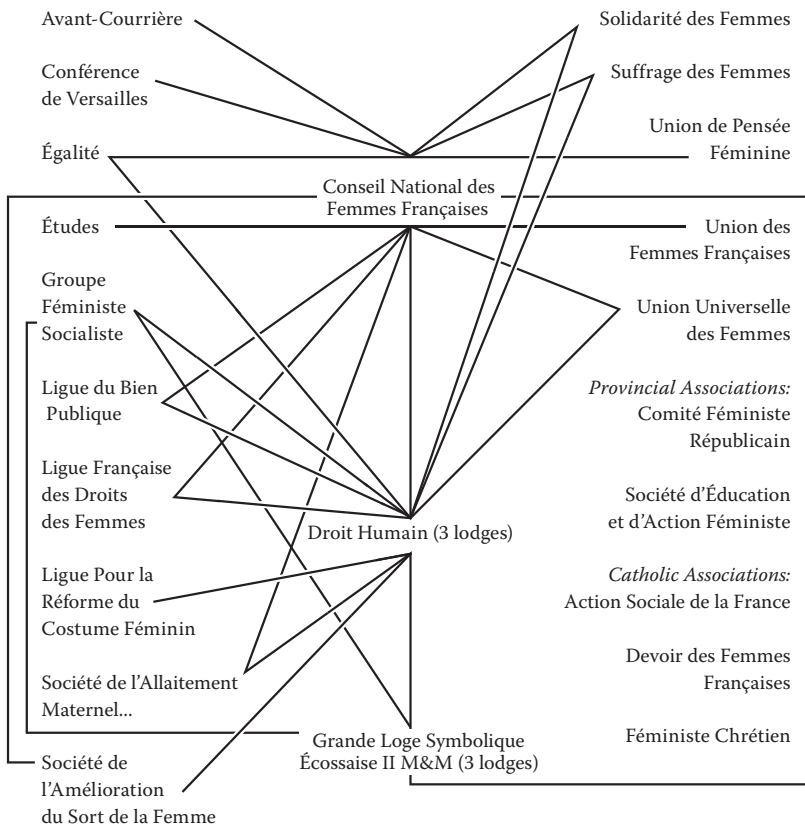 Avant-Courrière
Conférence
de Versailles
Égalité
Études
Groupe
Féministe
Socialiste
Ligue du Bien
Publique
Ligue Française
des Droits
des Femmes
Ligue Pour la
Réforme du
Costume Féminin
Société de l’Allaitement
Maternel...
Société de
l’Amélioration
du Sort de la Femme
Conseil National des
Femmes Françaises
Droit Humain (3 lodges)
Grande Loge Symbolique
Écossaise II M&M (3 lodges)
Solidarité des Femmes
Suffrage des Femmes
Union de Pensée
Féminine
Union des
Femmes Françaises
Union Universelle
des Femmes
Provincial Associations:
Comité Féministe
Républicain
Société d’Éducation
et d’Action Féministe
Catholic Associations:
Action Sociale de la France
Devoir des Femmes
Françaises
Féministe Chrétien